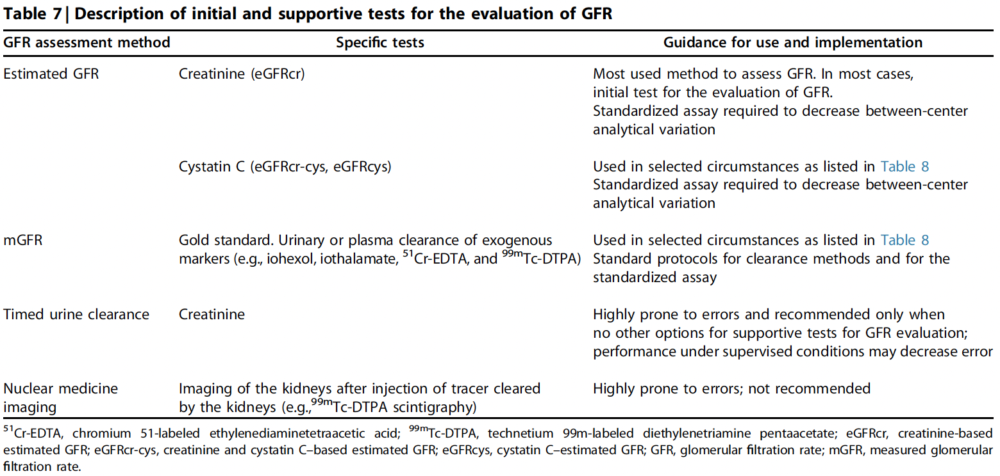 Table 7 | Description of initial and supportive tests for the evaluation of GFR
GFR assessment method Specific tests Guidance for use and implementation
Estimated GFR Creatinine (eGFRcr) Most used method to assess GFR. In most cases,
initial test for the evaluation of GFR.
Standardized assay required to decrease between-center
analytical variation
Cystatin C (eGFRcr-cys, eGFRcys) Used in selected circumstances as listed in Table 8
Standardized assay required to decrease between-center
analytical variation
mGFR Gold standard. Urinary or plasma clearance of exogenous Used in selected circumstances as listed in Table 8
markers (e.g., iohexol, iothalamate, ⁵¹Cr-EDTA, and ⁹⁹ᵐTc-DTPA) Standard protocols for clearance methods and for the
standardized assay
Timed urine clearance Creatinine Highly prone to errors and recommended only when
no other options for supportive tests for GFR evaluation;
performance under supervised conditions may decrease error
Nuclear medicine Imaging of the kidneys after injection of tracer cleared Highly prone to errors; not recommended
imaging by the kidneys (e.g.,⁹⁹ᵐTc-DTPA scintigraphy)
⁵¹Cr-EDTA, chromium 51-labeled ethylenediaminetetraacetic acid; ⁹⁹ᵐTc-DTPA, technetium 99m-labeled diethylenetriamine pentaacetate; eGFRcr, creatinine-based
estimated GFR; eGFRcr-cys, creatinine and cystatin C–based estimated GFR; eGFRcys, cystatin C–estimated GFR; GFR, glomerular filtration rate; mGFR, measured glomerular
filtration rate.